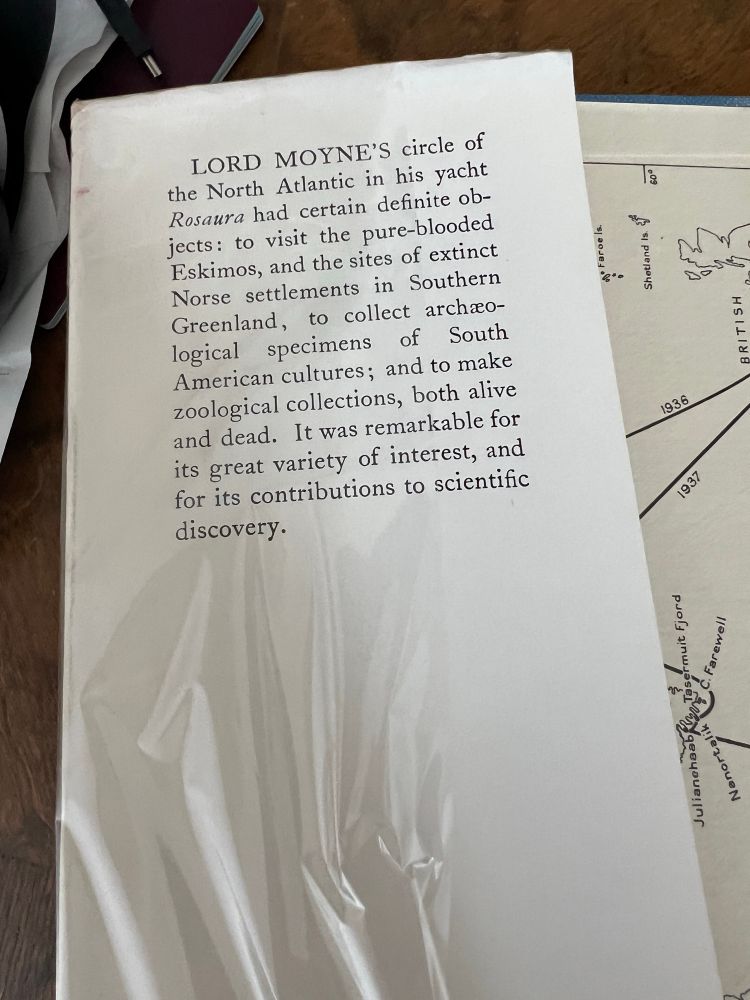 LORD MOYNE'S circle of
the North Atlantic in his yacht
Rosaura had certain definite ob-
jects: to visit the pure-blooded
Eskimos, and the sites of extinct
Norse settlements in Southern
Greenland, to collect archæo-
logical specimens of South
American cultures; and to make
zoological collections, both alive
and dead. It was remarkable for
its great variety of interest, and
for its contributions to scientific
discovery.
60°
Faroe Is.
Shetland Is.
BRITISH
1936
1937
Tasermuit Fjord
C. Farewell
Julianehaab
Nanortalik